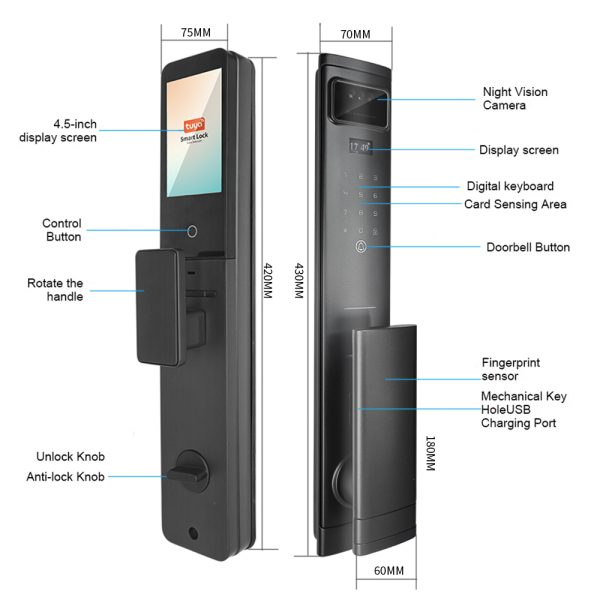 75MM
70MM
4.5-inch
display screen
tuya
Smart Lock
Control
Button
Rotate the
handle
Unlock Knob
Anti-lock Knob
420MM
430MM
Night Vision
Camera
17 49
Display screen
Digital keyboard
Card Sensing Area
Doorbell Button
Fingerprint
sensor
Mechanical Key
HoleUSB
Charging Port
180MM
60MM